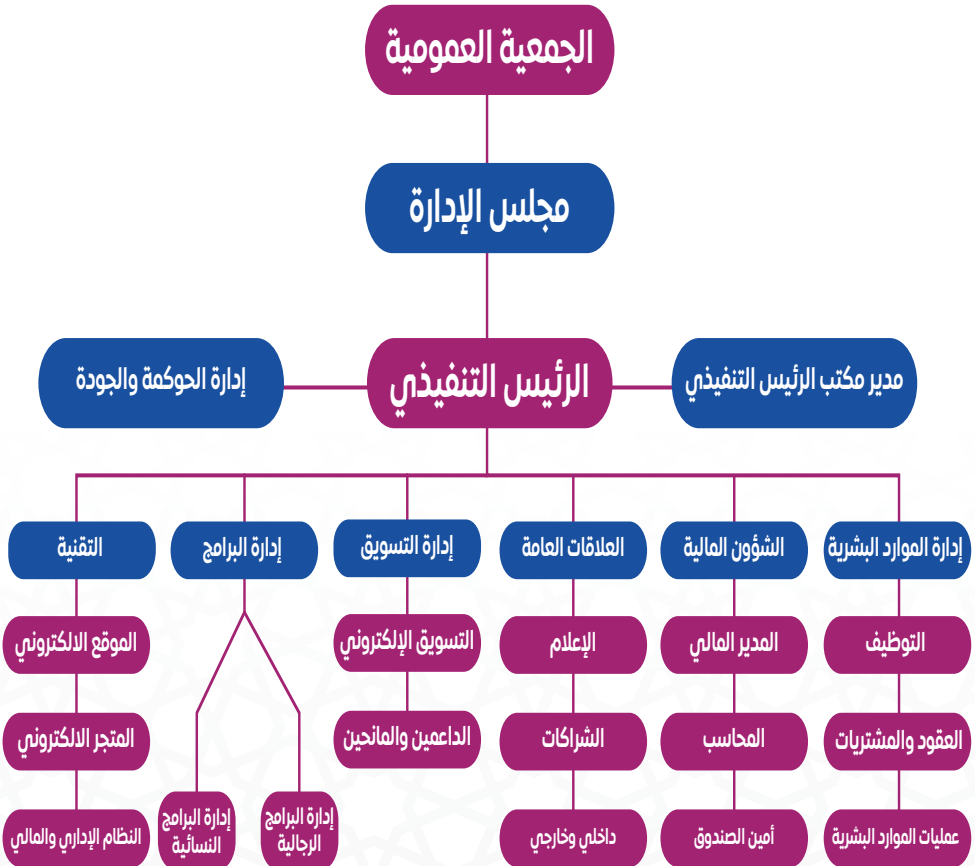 الجمعية العمومية
مجلس الإدارة
مدير مكتب الرئيس التنفيذي
الرئيس التنفيذي
إدارة الحوكمة والجودة
إدارة الموارد البشرية
الشؤون المالية
العلاقات العامة
إدارة التسويق
إدارة البرامج
التقنية
التوظيف
المدير المالي
الإعلام
التسويق الإلكتروني
الموقع الالكتروني
العقود والمشتريات
المحاسب
الشراكات
الداعمين والمانحين
المتجر الالكتروني
عمليات الموارد البشرية
أمين الصندوق
داخلي وخارجي
إدارة البرامج
الرجالية
إدارة البرامج
النسائية
النظام الإداري والمالي